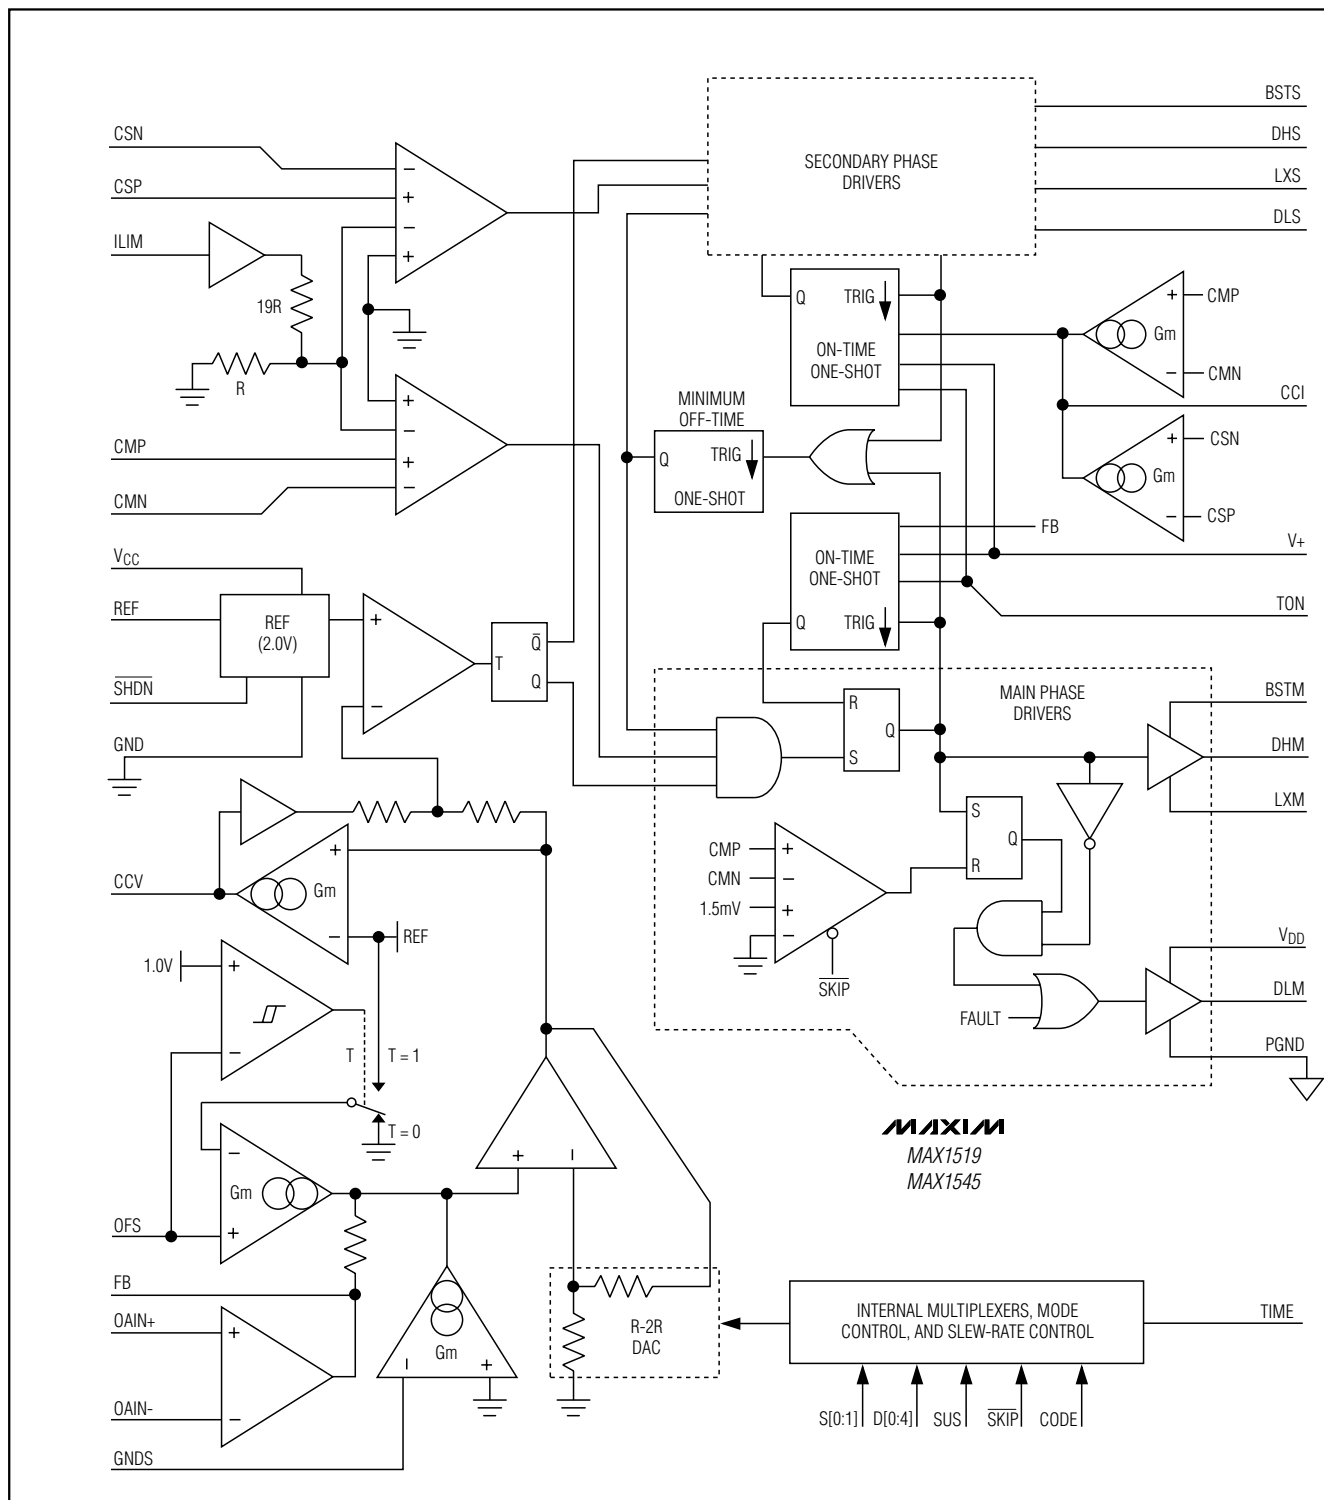 BSTS
DHS
LXS
DLS
CSN
CSP
ILIM
19R
R
CMP
CMN
SECONDARY PHASE
DRIVERS
Q
TRIG
ON-TIME
ONE-SHOT
MINIMUM
OFF-TIME
Q
TRIG
ONE-SHOT
+
CMP
Gm
−
CMN
CCI
+
CSN
Gm
−
CSP
V+
TON
FB
ON-TIME
ONE-SHOT
Q
TRIG
−
+
−
+
+
−
+
−
VCC
REF
REF
(2.0V)
SHDN
GND
+
−
T
Q̅
Q
MAIN PHASE
DRIVERS
R
Q
S
BSTM
DHM
LXM
S
Q
R
CMP
+
CMN
−
1.5mV
+
−
SKIP
FAULT
VDD
DLM
PGND
CCV
+
Gm
−
REF
1.0V
+
−
T
T = 1
T = 0
−
Gm
+
OFS
FB
OAIN+
+
OAIN-
−
GNDS
−
+
Gm
+
−
R-2R
DAC
MAXIM
MAX1519
MAX1545
INTERNAL MULTIPLEXERS, MODE
CONTROL, AND SLEW-RATE CONTROL
TIME
S[0:1]
D[0:4]
SUS
SKIP
CODE